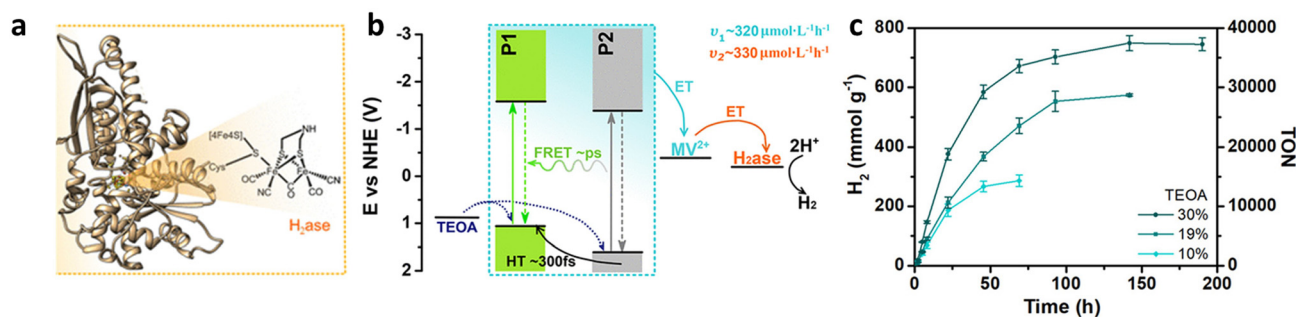 a
[4Fe4S]
S
Cys
NH
S
S
Fe
Fe
OC
NC
C
O
CO
CN
H2ase
b
E vs NHE (V)
-3
-2
-1
0
1
2
P1
P2
υ1~320 μmol·L⁻¹h⁻¹
υ2~330 μmol·L⁻¹h⁻¹
ET
ET
MV²⁺
H2ase
2H⁺
H2
FRET ~ps
TEOA
HT ~300fs
c
H2 (mmol g⁻¹)
800
600
400
200
0
40000
30000
20000
10000
0
TON
TEOA
30%
19%
10%
0
50
75
100
125
150
200
Time (h)